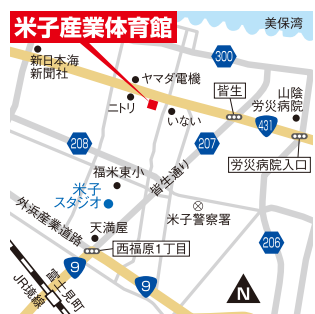 米子産業体育館
美保湾
新日本海
新聞社
ヤマダ電機
300
ニトリ
いない
皆生
山陰
労災病院
431
208
207
労災病院入口
福米東小
皆生通り
米子
スタジオ
米子警察署
外浜産業道路
天満屋
西福原1丁目
206
9
9
富士見町
JR境線
N